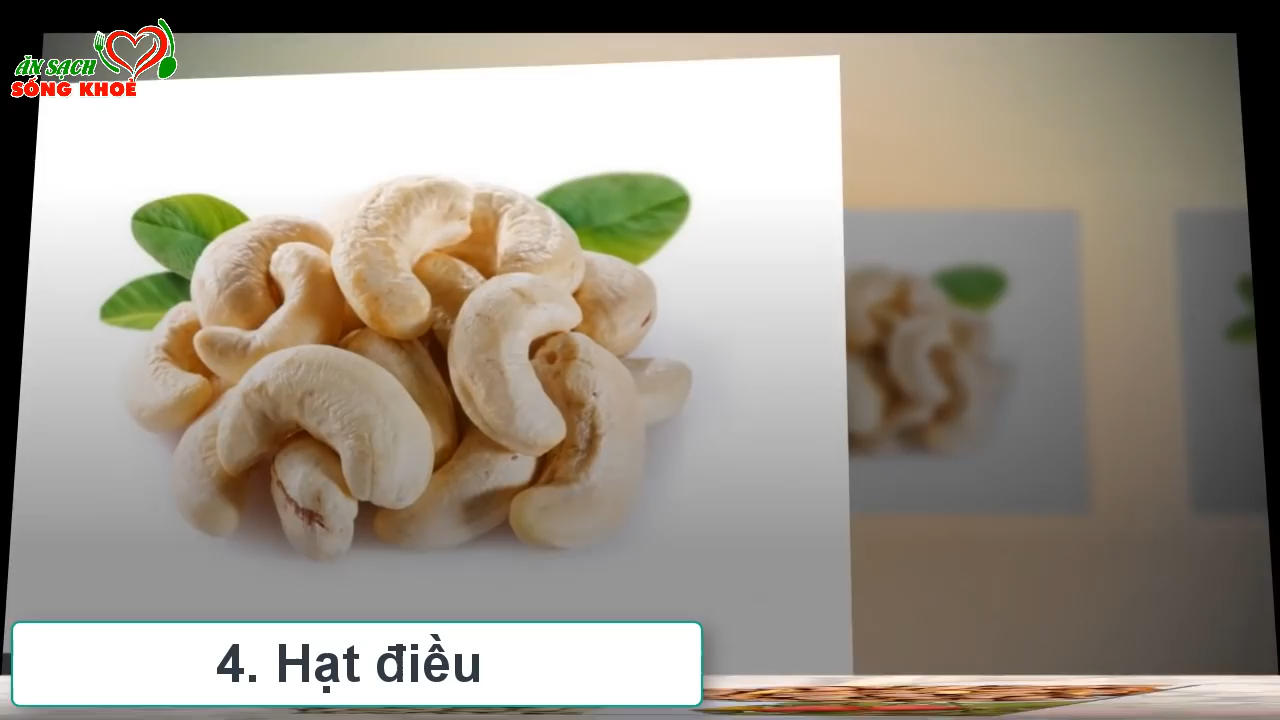 ĂN SẠCH
SỐNG KHOẺ
4. Hạt điều